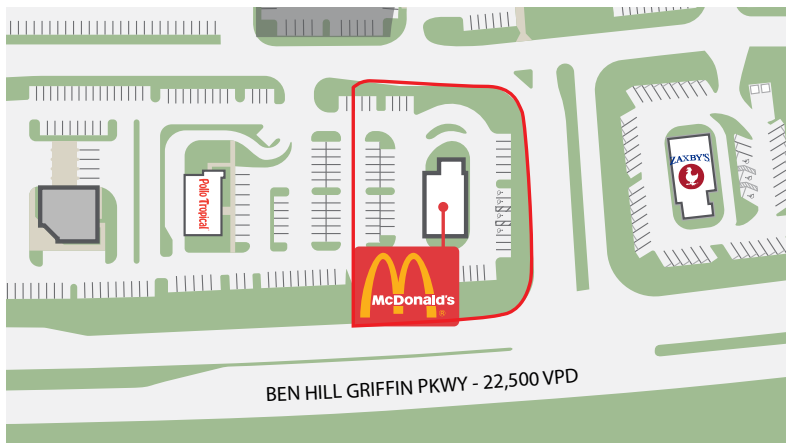 ZAXBY'S
Pollo Tropical
McDonald's
®
BEN HILL GRIFFIN PKWY - 22,500 VPD